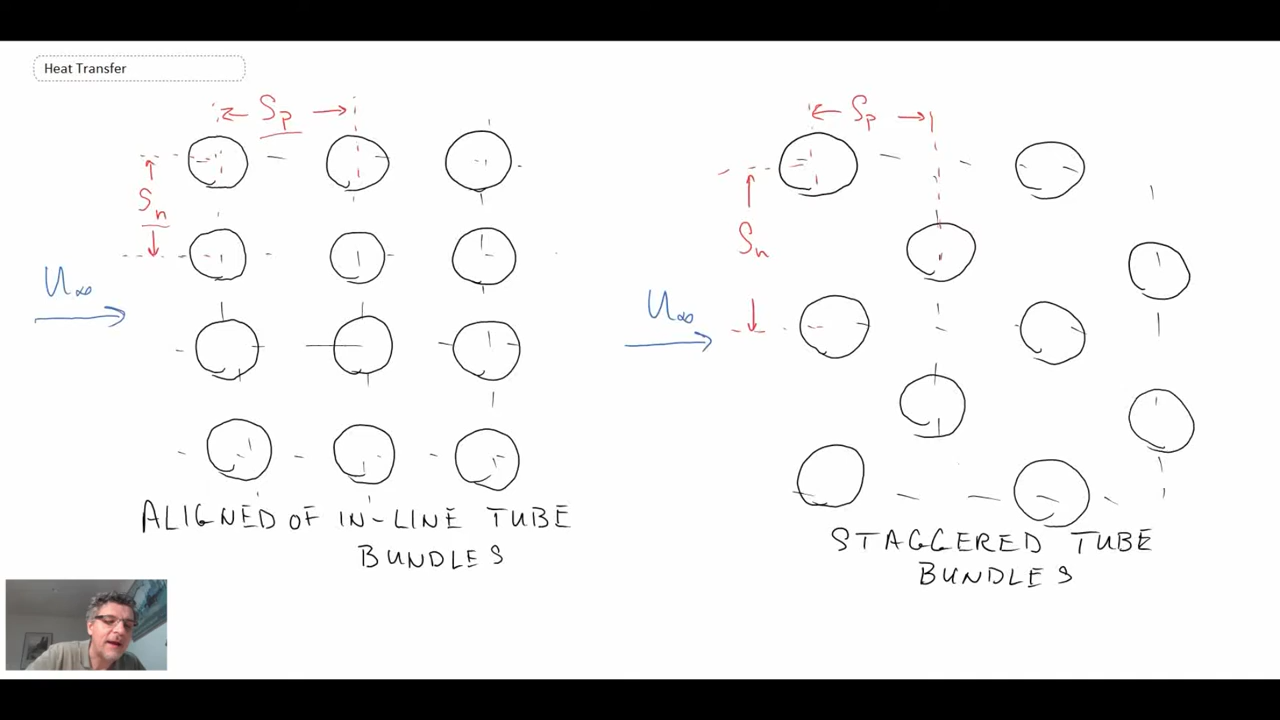 Heat Transfer
Sp
Sn
U∞
ALIGNED OF IN-LINE TUBE
BUNDLES
Sp
Sn
U∞
STAGGERED TUBE
BUNDLES